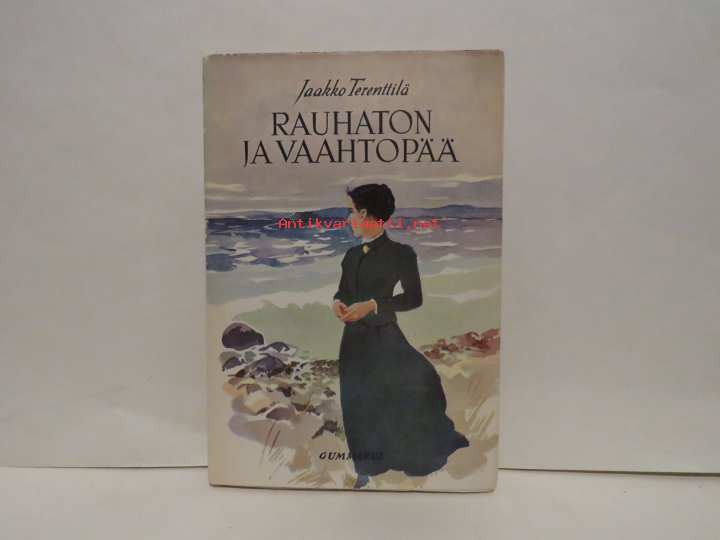 Jaakko Terenttilä
RAUHATON
JA VAAHTOPÄÄ
Antikvariaatti.net
GUMMERUS